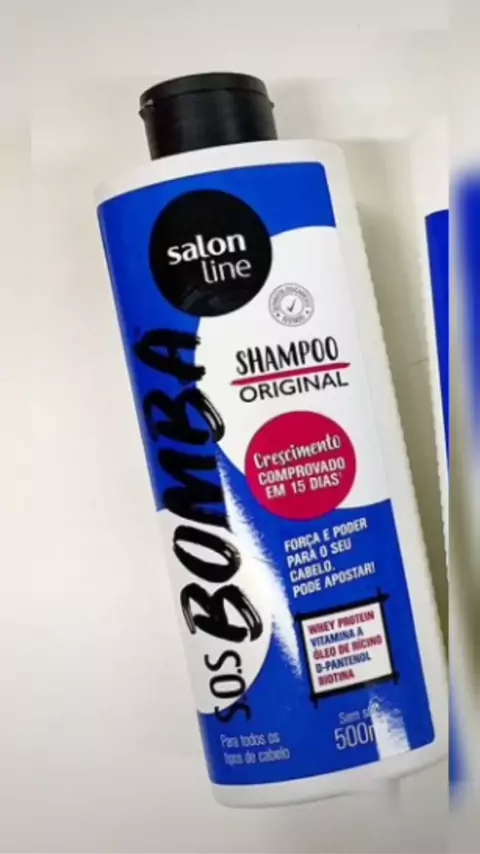 salon
line
SHAMPOO
ORIGINAL
Crescimento
COMPROVADO
EM 15 DIAS
S.O.S BOMBA
FORÇA E PODER
PARA O SEU
CABELO.
PODE APOSTAR!
WHEY PROTEIN
VITAMINA A
ÓLEO DE RÍCINO
D-PANTENOL
BIOTINA
Para todos os
tipos de cabelo
Sem
500